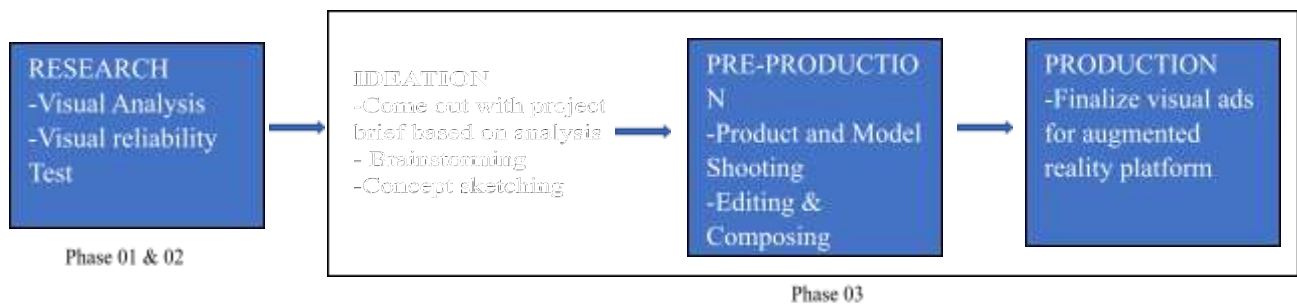 RESEARCH
-Visual Analysis
-Visual reliability
Test
Phase 01 & 02
IDEATION
-Come out with project
brief based on analysis
- Brainstorming
-Concept sketching
PRE-PRODUCTIO
N
-Product and Model
Shooting
-Editing &
Composing
PRODUCTION
-Finalize visual ads
for augmented
reality platform
Phase 03